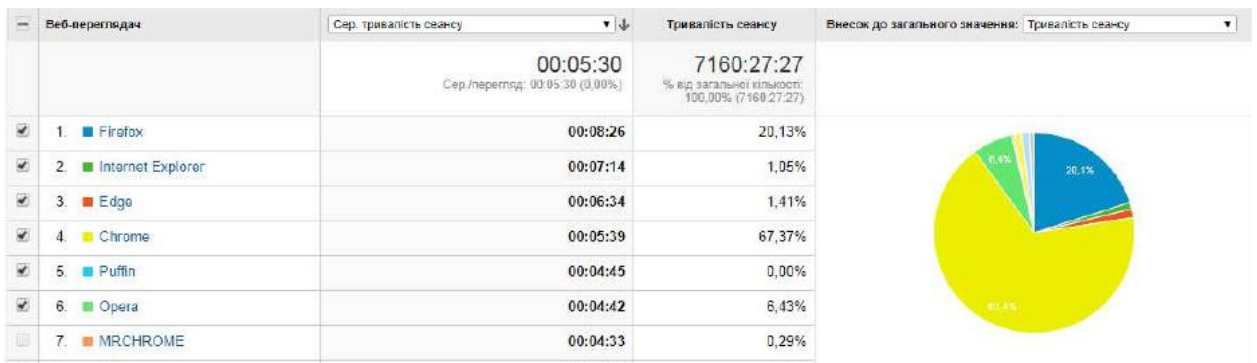 Веб-переглядач Сер. тривалість сеансу Тривалість сеансу Внесок до загального значення: Тривалість сеансу
00:05:30 7160:27:27
Сер./перегляд: 00:05:30 (0,00%) % від загальної кількості:
100,00% (7160:27:27)
1. Firefox 00:08:26 20,13%
2. Internet Explorer 00:07:14 1,05%
3. Edge 00:06:34 1,41%
4. Chrome 00:05:39 67,37%
5. Puffin 00:04:45 0,00%
6. Opera 00:04:42 6,43%
7. MRCHROME 00:04:33 0,29%
20,1%